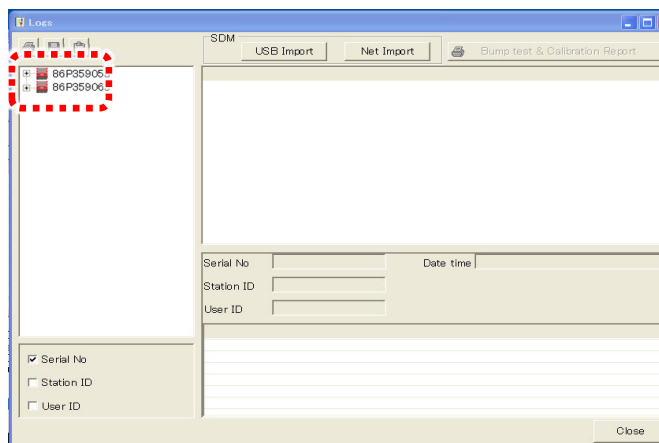 Logs
SDM
USB Import
Net Import
Bump test & Calibration Report
86P35905
86P35906
Serial No
Date time
Station ID
User ID
Serial No
Station ID
User ID
Close